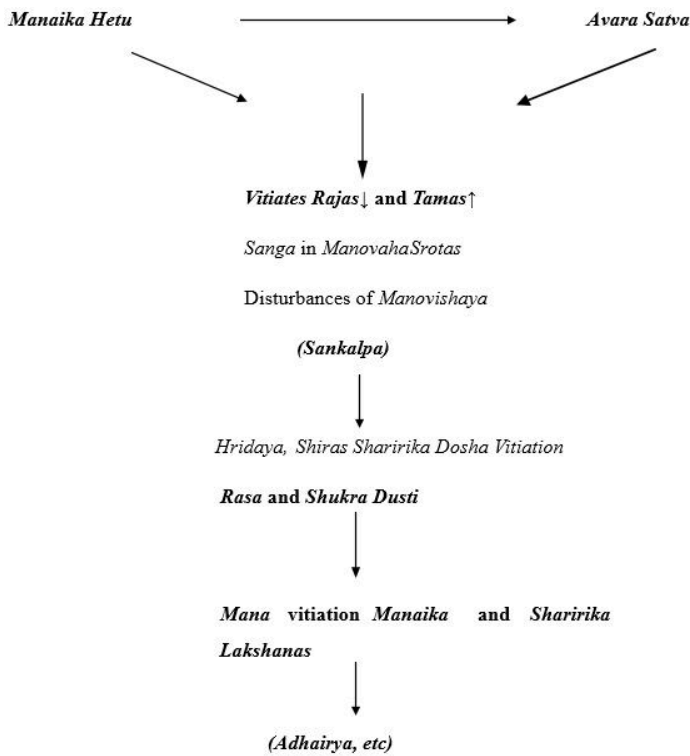 Manaika Hetu Avara Satva
Vitiates Rajas↓ and Tamas↑
Sanga in ManovahaSrotas
Disturbances of Manovishaya
(Sankalpa)
Hridaya, Shiras Sharirika Dosha Vitiation
Rasa and Shukra Dusti
Mana vitiation Manaika and Sharirika
Lakshanas
(Adhairya, etc)